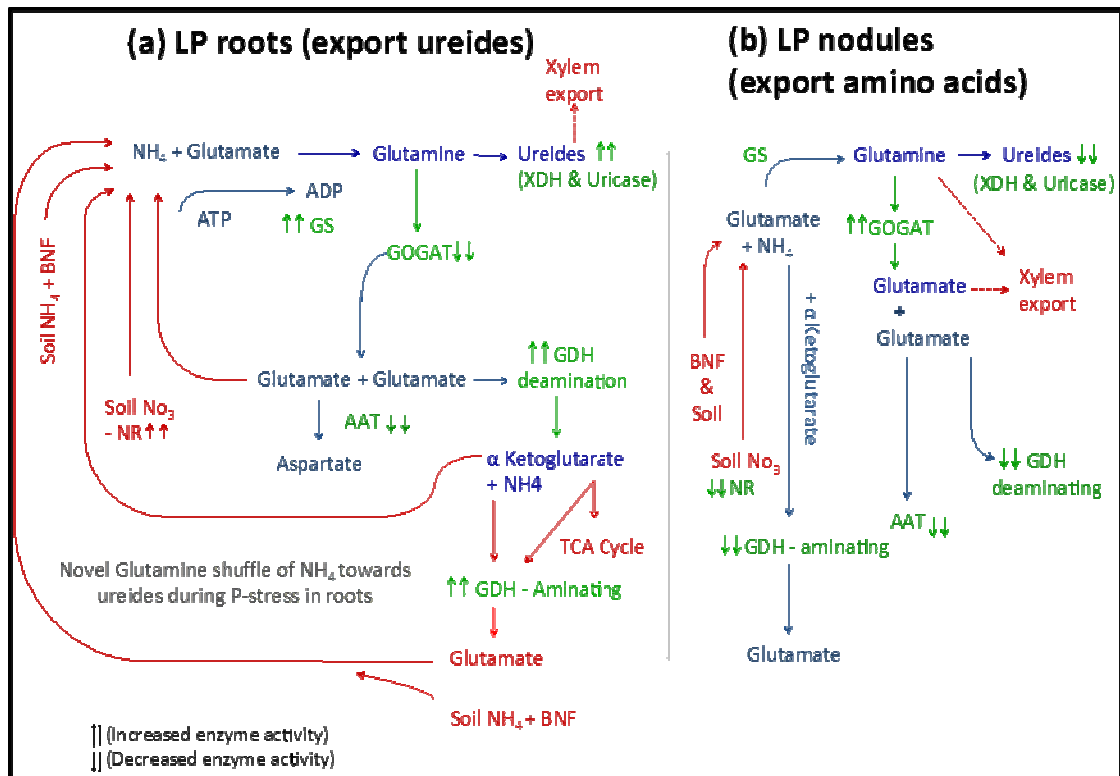 (a) LP roots (export ureides)
Xylem
export
NH₄ + Glutamate
Glutamine
Ureides ↑↑
(XDH & Uricase)
ADP
ATP
↑↑ GS
GOGAT↓↓
Soil NH₄ + BNF
↑↑ GDH
deamination
Glutamate + Glutamate
Soil No₃
- NR↑↑
AAT ↓↓
Aspartate
α Ketoglutarate
+ NH4
TCA Cycle
Novel Glutamine shuffle of NH₄ towards
ureides during P-stress in roots
↑↑ GDH - Aminating
Glutamate
Soil NH₄ + BNF
↑↑ (Increased enzyme activity)
↓↓ (Decreased enzyme activity)
(b) LP nodules
(export amino acids)
GS
Glutamine
Ureides ↓↓
(XDH & Uricase)
Glutamate
+ NH₄
↑↑GOGAT
Glutamate
+
Glutamate
Xylem
export
+ αKetoglutarate
BNF
&
Soil
Soil No₃
↓↓NR
↓↓ GDH
deaminating
AAT ↓↓
↓↓GDH - aminating
Glutamate